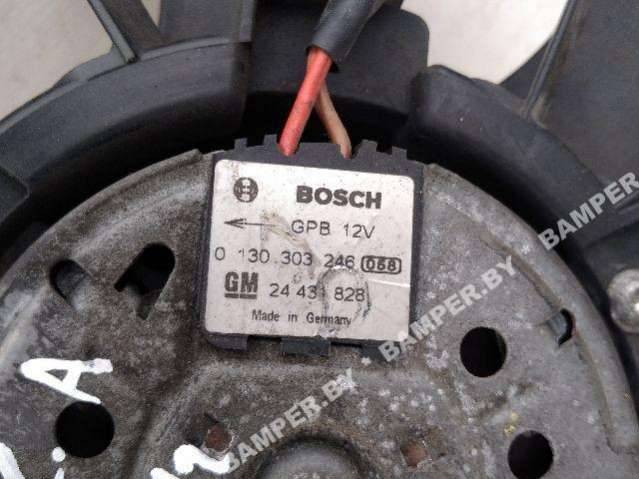 BOSCH
GPB 12V
0 130 303 246 068
GM 24 431 828
Made in Germany
BAMPER.BY
BAMPER.BY
BAMPER.BY
Z. A